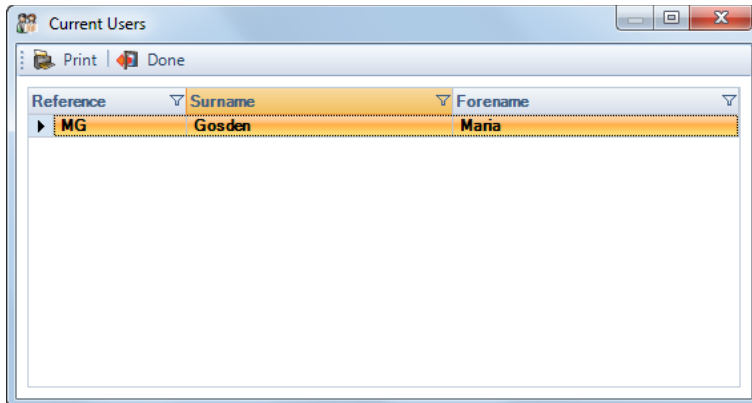 Current Users
Print Done
Reference Surname Forename
MG Gosden Maria